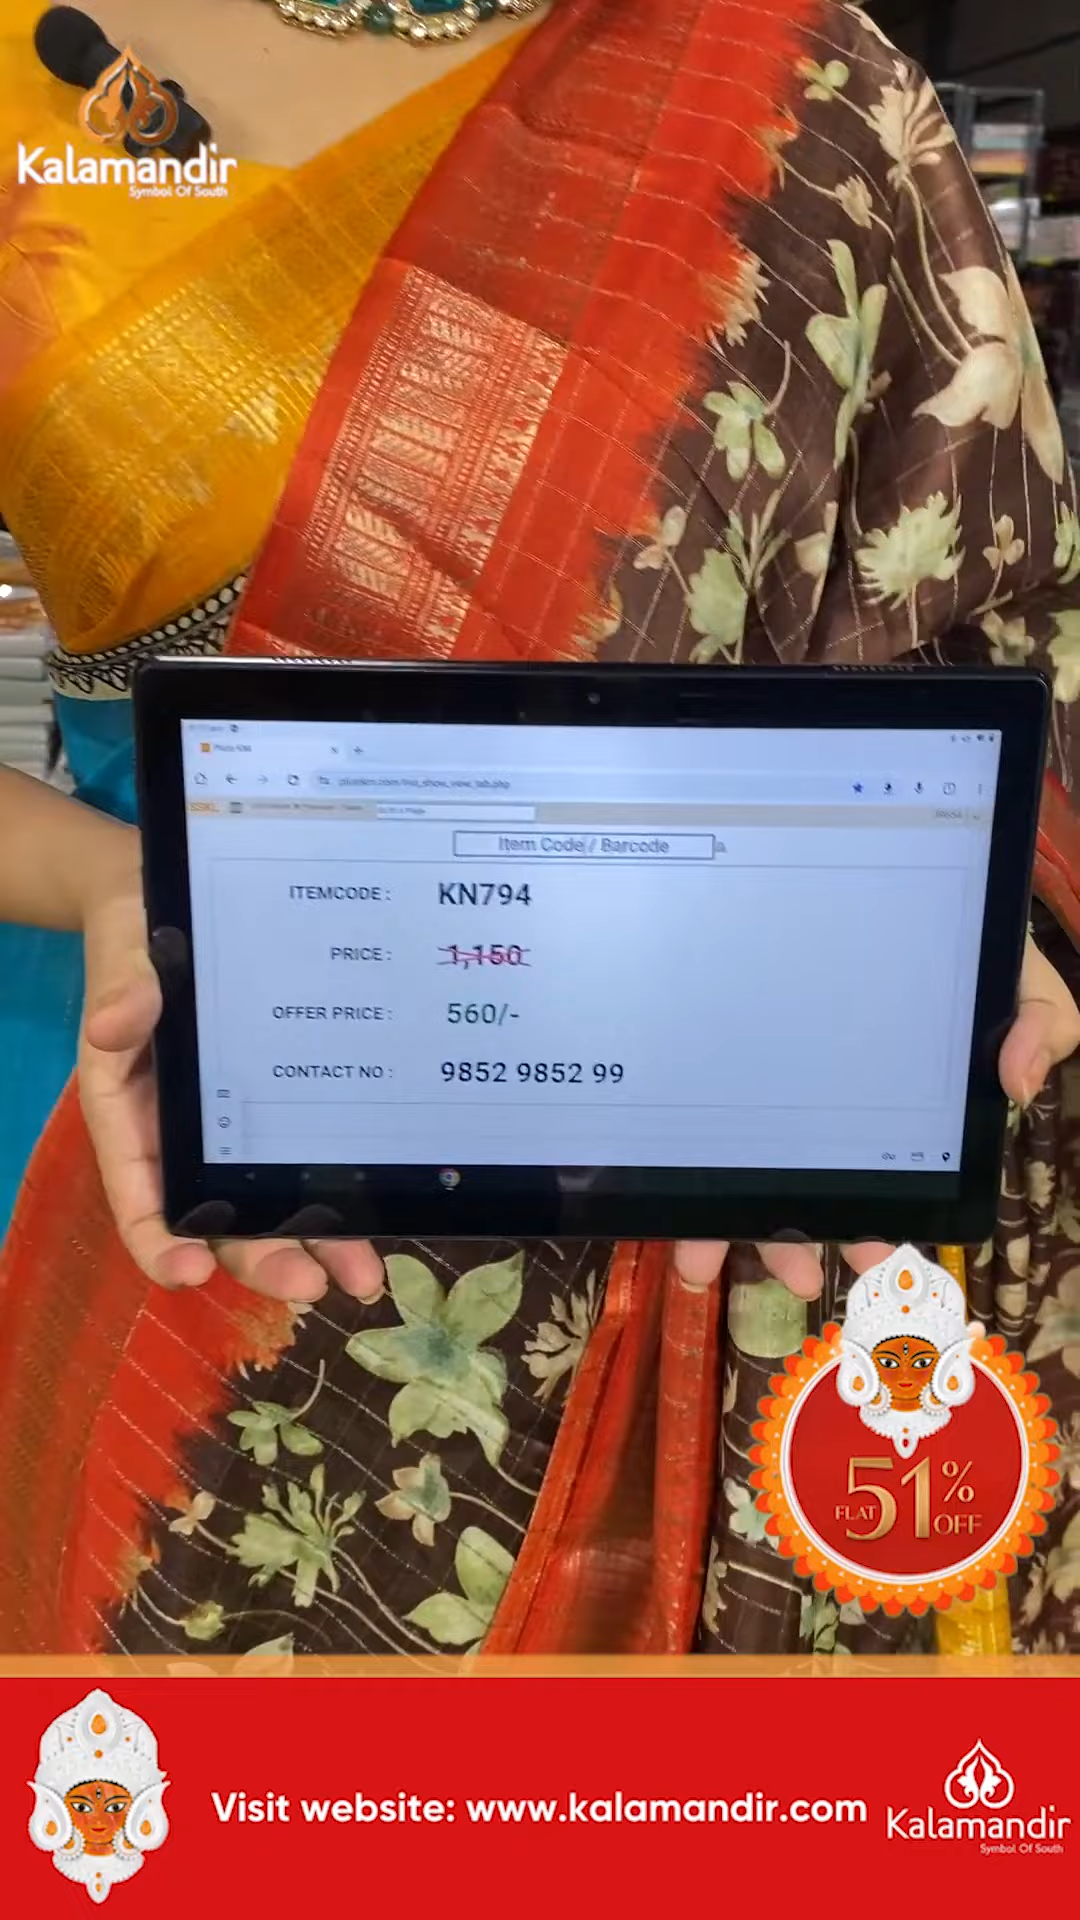 Kalamandir
Symbol Of South
Item Code / Barcode
ITEMCODE : KN794
PRICE : 1,150
OFFER PRICE : 560/-
CONTACT NO : 9852 9852 99
FLAT 51% OFF
Visit website: www.kalamandir.com
Kalamandir
Symbol Of South